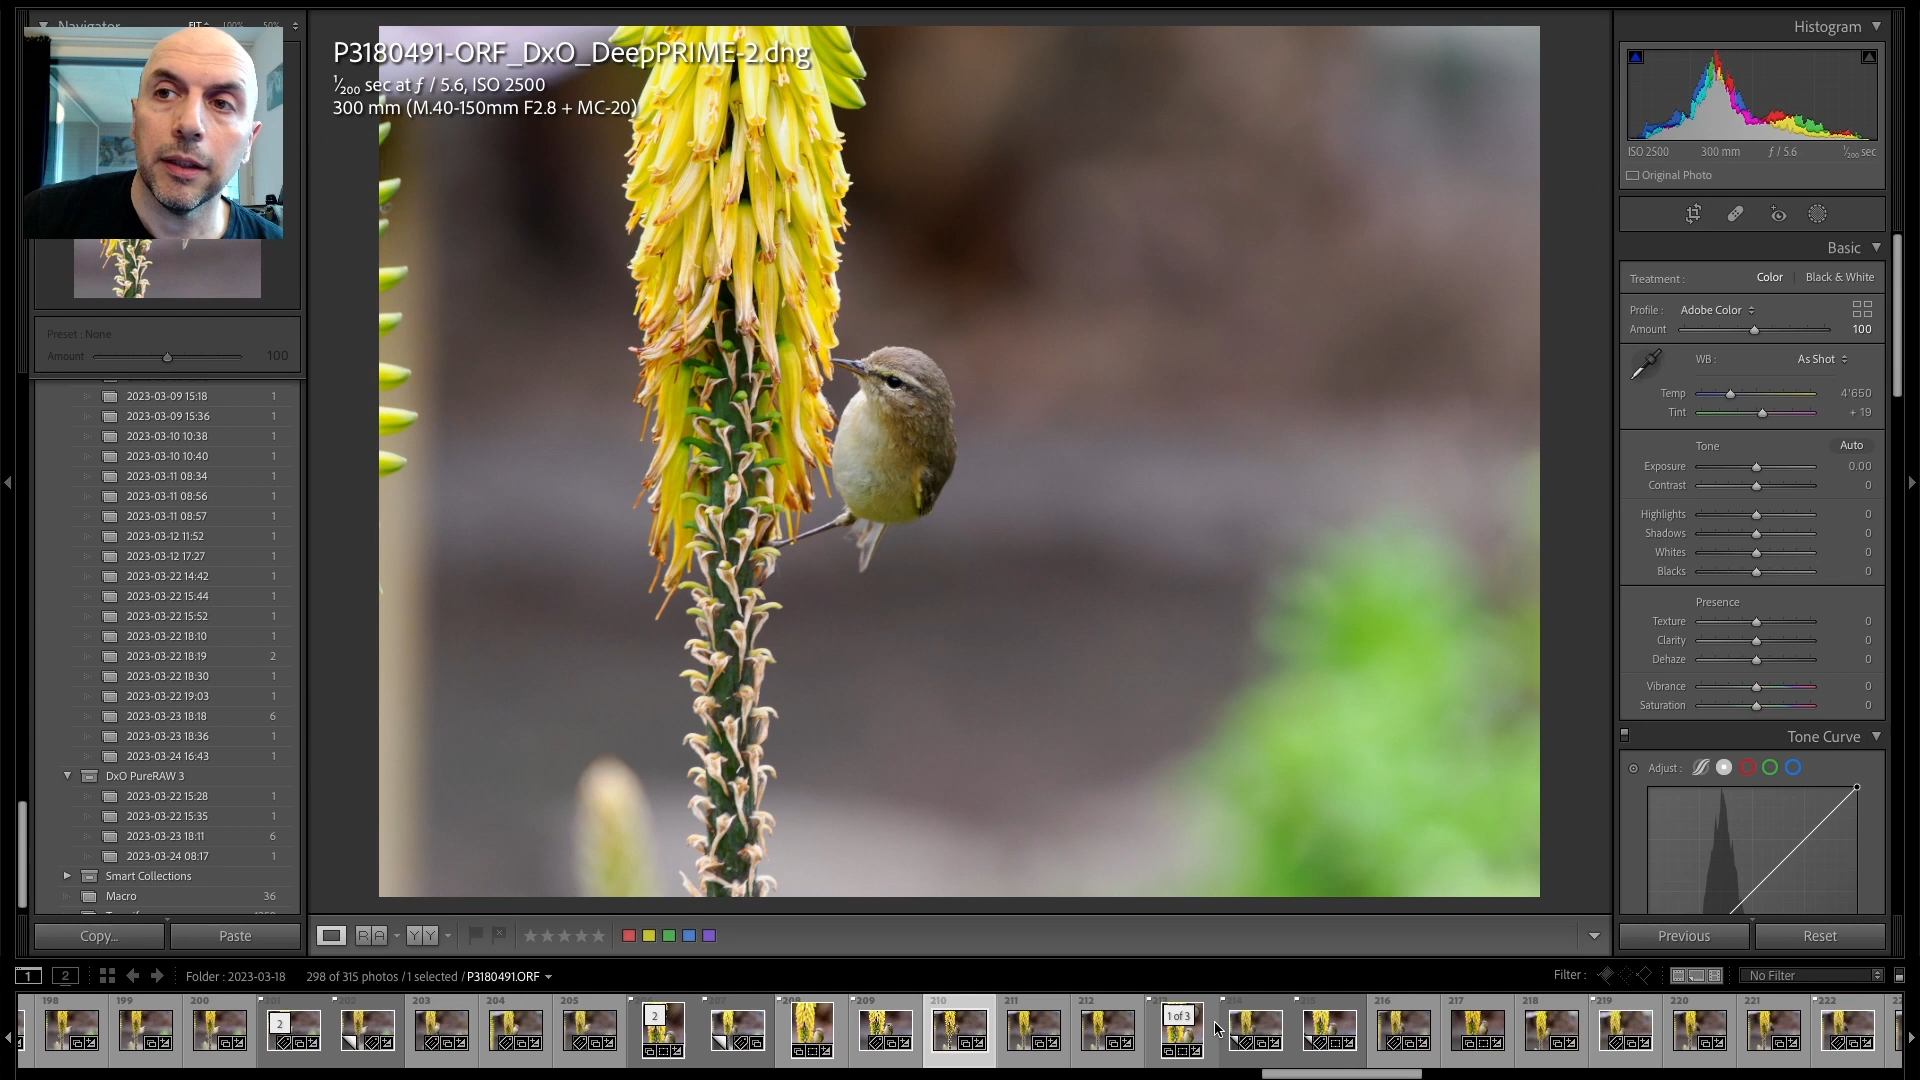 Navigator
FIT
100%
50%
P3180491-ORF_DxO_DeepPRIME-2.dng
1/200 sec at ƒ / 5.6, ISO 2500
300 mm (M.40-150mm F2.8 + MC-20)
Preset : None
Amount 100
2023-03-09 15:18 1
2023-03-09 15:36 1
2023-03-10 10:38 1
2023-03-10 10:40 1
2023-03-11 08:34 1
2023-03-11 08:56 1
2023-03-11 08:57 1
2023-03-12 11:52 1
2023-03-12 17:27 1
2023-03-22 14:42 1
2023-03-22 15:44 1
2023-03-22 15:52 1
2023-03-22 18:10 1
2023-03-22 18:19 2
2023-03-22 18:30 1
2023-03-22 19:03 1
2023-03-23 18:18 6
2023-03-23 18:36 1
2023-03-24 16:43 1
DxO PureRAW 3
2023-03-22 15:28 1
2023-03-22 15:35 1
2023-03-23 18:11 6
2023-03-24 08:17 1
Smart Collections
Macro 36
Copy... Paste
Histogram
ISO 2500 300 mm ƒ / 5.6 1/200 sec
Original Photo
Basic
Treatment : Color Black & White
Profile : Adobe Color
Amount 100
WB : As Shot
Temp 4'650
Tint + 19
Tone Auto
Exposure 0.00
Contrast 0
Highlights 0
Shadows 0
Whites 0
Blacks 0
Presence
Texture 0
Clarity 0
Dehaze 0
Vibrance 0
Saturation 0
Tone Curve
Adjust :
Previous Reset
R A Y Y
1 2 Folder : 2023-03-18 298 of 315 photos / 1 selected / P3180491.ORF Filter : No Filter
198 199 200 201 202 203 204 205 207 208 209 210 211 212 213 214 215 216 217 218 219 220 221 222
2 2 1 of 3